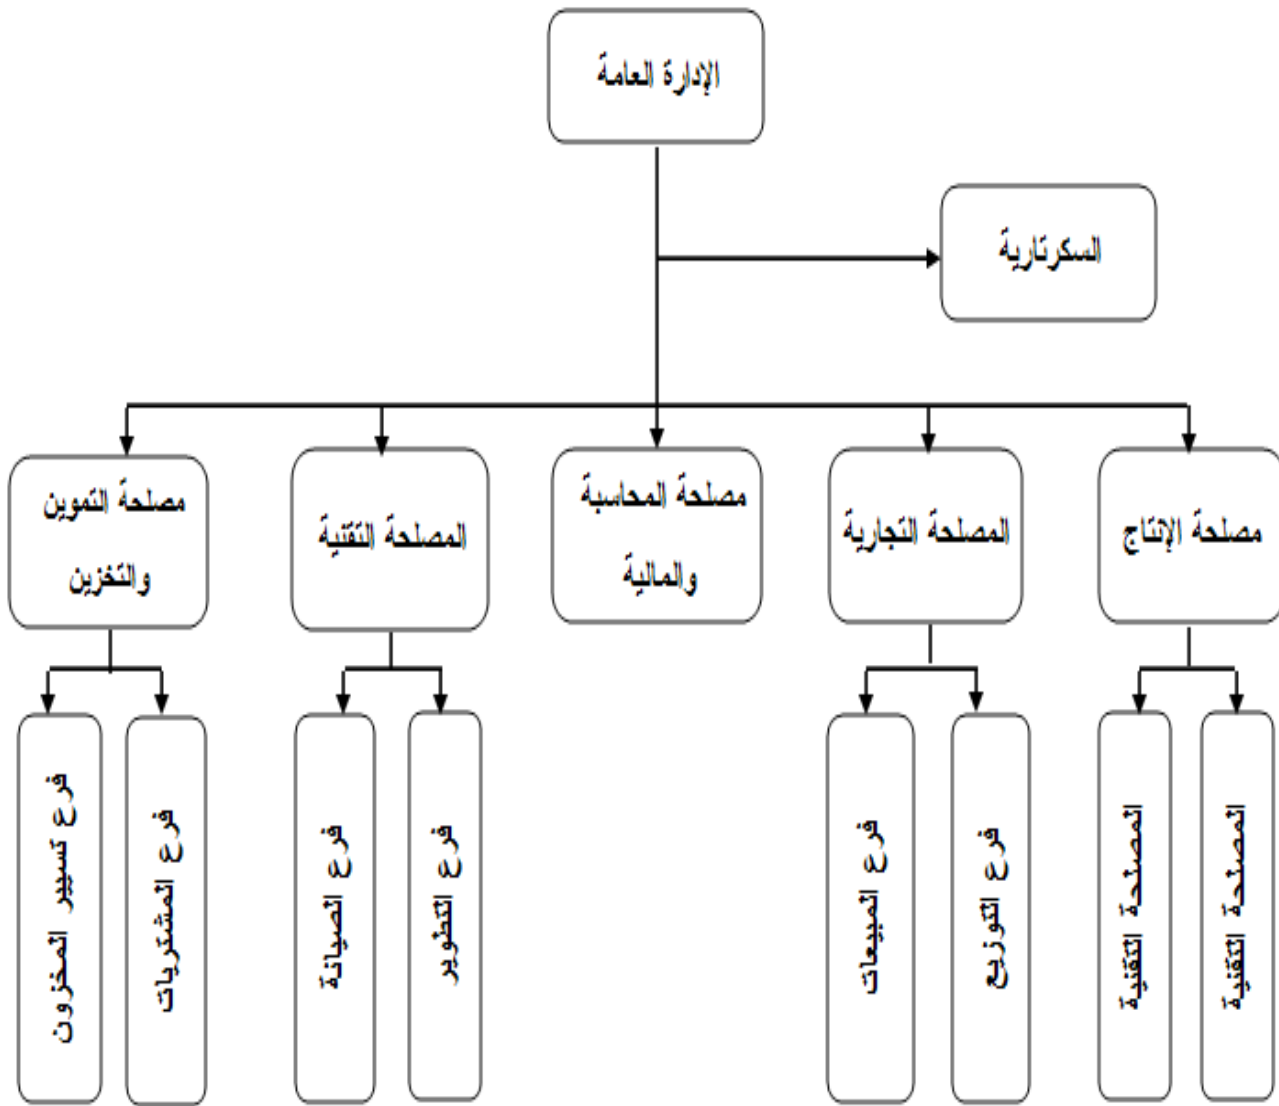 الإدارة العامة
السكرتارية
مصلحة الإنتاج
المصلحة التجارية
مصلحة المحاسبة
والمالية
المصلحة التقنية
مصلحة التموين
والتخزين
المصلحة التقنية
المصلحة التقنية
فرع التوزيع
فرع المبيعات
فرع التطوير
فرع الصيانة
فرع المشتريات
فرع تسيير المخزون